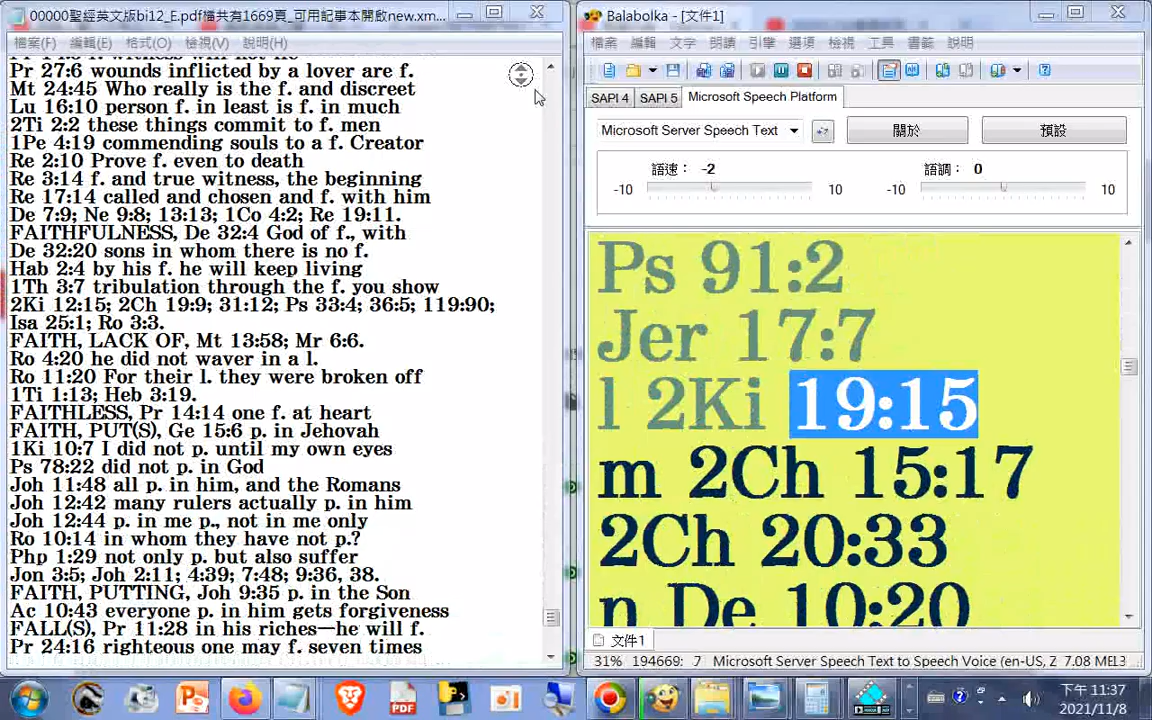 00000聖經英文版bi12_E.pdf檔共有1669頁_可用記事本開啟new.xm...
檔案(F) 編輯(E) 格式(O) 檢視(V) 說明(H)
Pr 27:6 wounds inflicted by a lover are f.
Mt 24:45 Who really is the f. and discreet
Lu 16:10 person f. in least is f. in much
2Ti 2:2 these things commit to f. men
1Pe 4:19 commending souls to a f. Creator
Re 2:10 Prove f. even to death
Re 3:14 f. and true witness, the beginning
Re 17:14 called and chosen and f. with him
De 7:9; Ne 9:8; 13:13; 1Co 4:2; Re 19:11.
FAITHFULNESS, De 32:4 God of f., with
De 32:20 sons in whom there is no f.
Hab 2:4 by his f. he will keep living
1Th 3:7 tribulation through the f. you show
2Ki 12:15; 2Ch 19:9; 31:12; Ps 33:4; 36:5; 119:90;
Isa 25:1; Ro 3:3.
FAITH, LACK OF, Mt 13:58; Mr 6:6.
Ro 4:20 he did not waver in a l.
Ro 11:20 For their l. they were broken off
1Ti 1:13; Heb 3:19.
FAITHLESS, Pr 14:14 one f. at heart
FAITH, PUT(S), Ge 15:6 p. in Jehovah
1Ki 10:7 I did not p. until my own eyes
Ps 78:22 did not p. in God
Joh 11:48 all p. in him, and the Romans
Joh 12:42 many rulers actually p. in him
Joh 12:44 p. in me p., not in me only
Ro 10:14 in whom they have not p.?
Php 1:29 not only p. but also suffer
Jon 3:5; Joh 2:11; 4:39; 7:48; 9:36, 38.
FAITH, PUTTING, Joh 9:35 p. in the Son
Ac 10:43 everyone p. in him gets forgiveness
FALL(S), Pr 11:28 in his riches—he will f.
Pr 24:16 righteous one may f. seven times
Balabolka - [文件1]
檔案 編輯 文字 朗讀 引擎 選項 檢視 工具 書籤 說明
SAPI 4 SAPI 5 Microsoft Speech Platform
Microsoft Server Speech Text 關於 預設
語速： -2 語調： 0
-10 10 -10 10
Ps 91:2
Jer 17:7
l 2Ki 19:15
m 2Ch 15:17
2Ch 20:33
n De 10:20
文件1
31% 194669: 7 Microsoft Server Speech Text to Speech Voice (en-US, Z 7.08 MEL3
PDF
下午 11:37
2021/11/8